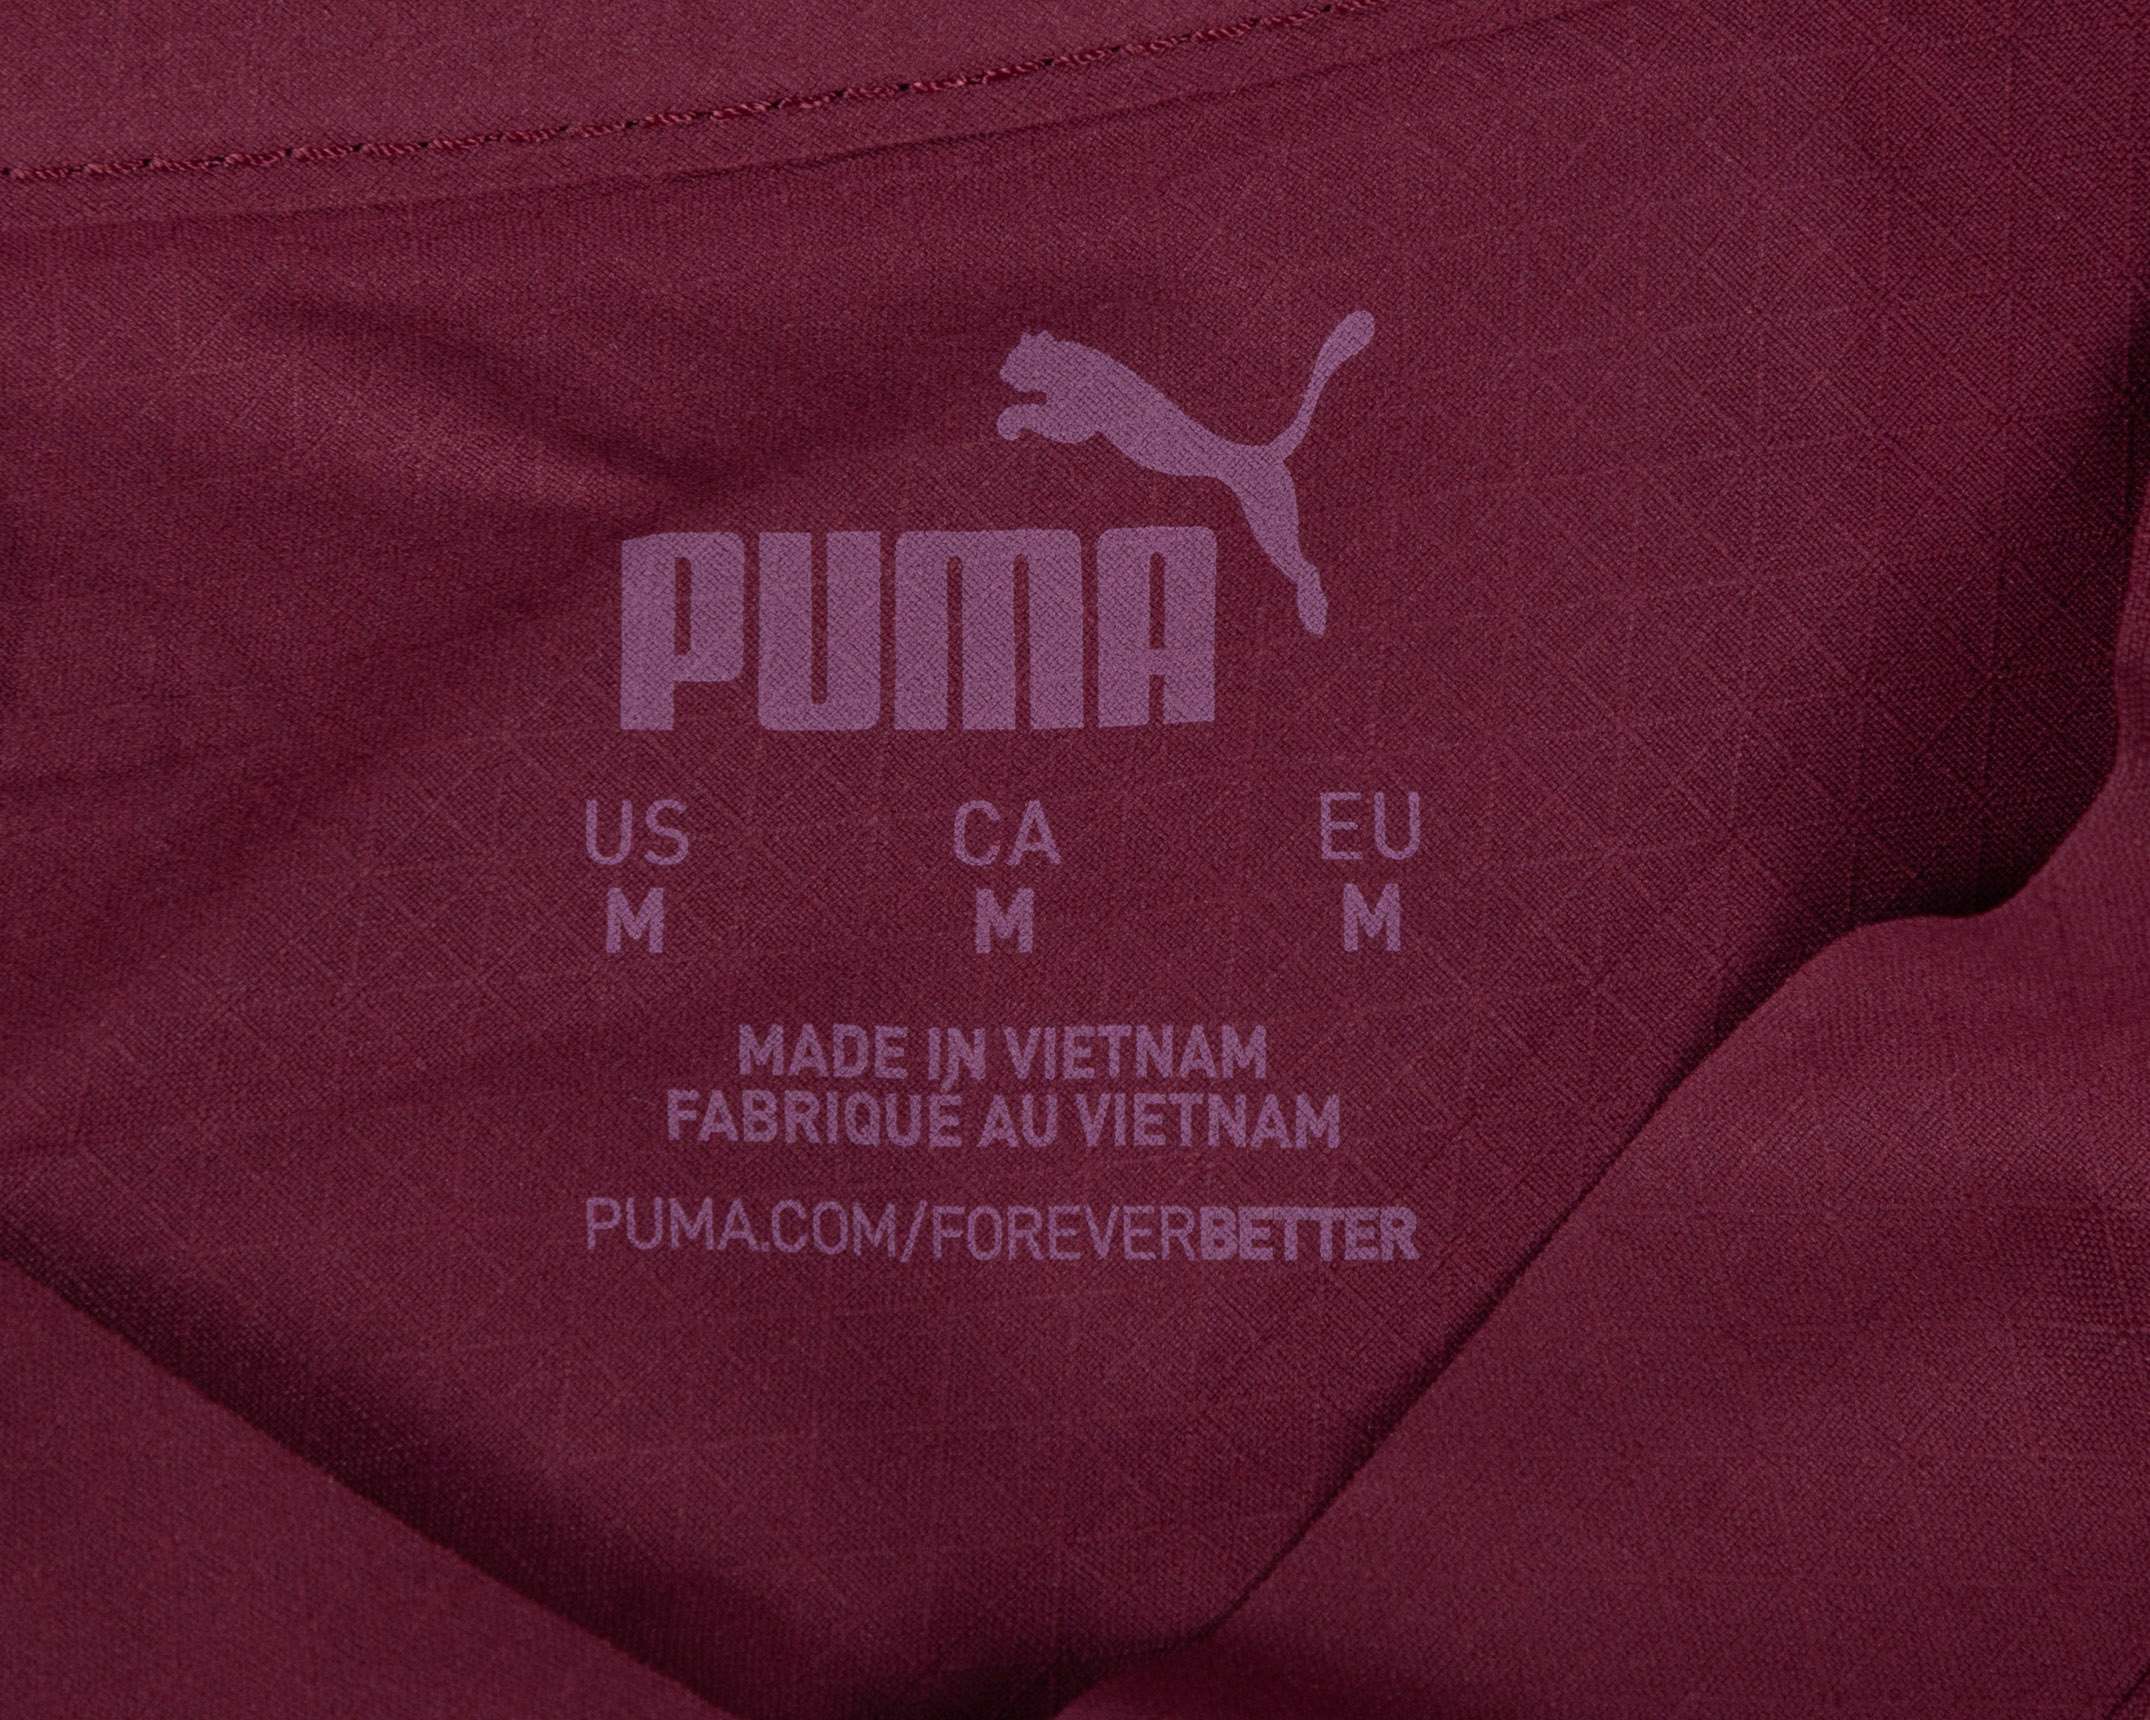 PUMA
US CA EU
M M M
MADE IN VIETNAM
FABRIQUÉ AU VIETNAM
PUMA.COM/FOREVERBETTER